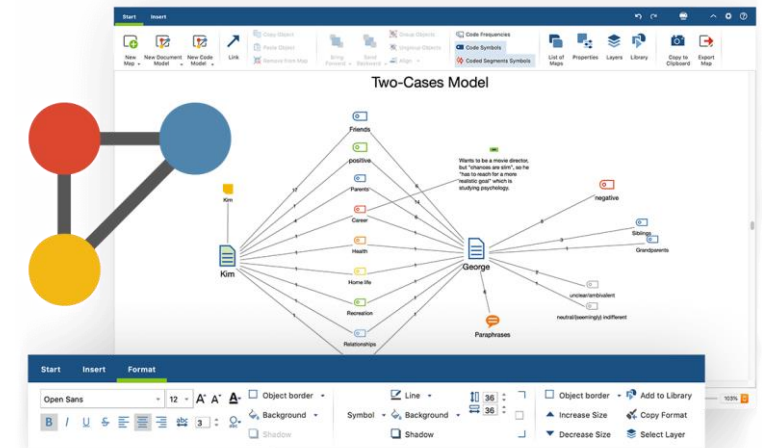 Start Insert
New Map
New Document Model
New Code Model
Link
Copy Object
Paste Object
Remove from Map
Bring Forward
Send Backward
Group Objects
Ungroup Objects
Align
Code Frequencies
Code Symbols
Coded Segments Symbols
List of Maps
Properties
Layers
Library
Copy to Clipboard
Export Map
Two-Cases Model
Friends
positive
Parents
Career
Health
Home life
Recreation
Relationships
Kim
Kim
Wants to be a movie director,
but "chances are slim", so he
"has to reach for a more
realistic goal" which is
studying psychology.
George
negative
Siblings
Grandparents
unclear/ambivalent
neutral/(seemingly) indifferent
Paraphrases
103%
Start Insert Format
Open Sans 12 A A A Object border Line 36 Object border Add to Library
Background Symbol Background 36 Increase Size Copy Format
B I U S abc 3 Shadow Shadow Decrease Size Select Layer